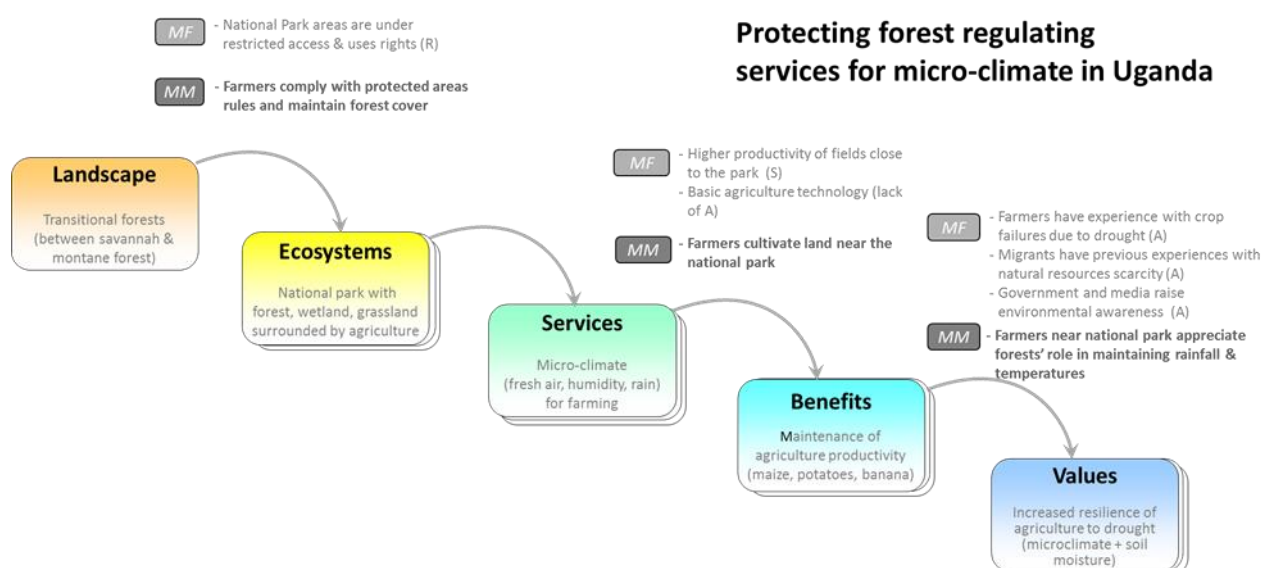 Protecting forest regulating
services for micro-climate in Uganda
MF
- National Park areas are under
restricted access & uses rights (R)
MM
- Farmers comply with protected areas
rules and maintain forest cover
Landscape
Transitional forests
(between savannah &
montane forest)
Ecosystems
National park with
forest, wetland, grassland
surrounded by agriculture
MF
- Higher productivity of fields close
to the park (S)
- Basic agriculture technology (lack
of A)
MM
- Farmers cultivate land near the
national park
Services
Micro-climate
(fresh air, humidity, rain)
for farming
MF
- Farmers have experience with crop
failures due to drought (A)
- Migrants have previous experiences with
natural resources scarcity (A)
- Government and media raise
environmental awareness (A)
MM
- Farmers near national park appreciate
forests' role in maintaining rainfall &
temperatures
Benefits
Maintenance of
agriculture productivity
(maize, potatoes, banana)
Values
Increased resilience of
agriculture to drought
(microclimate + soil
moisture)